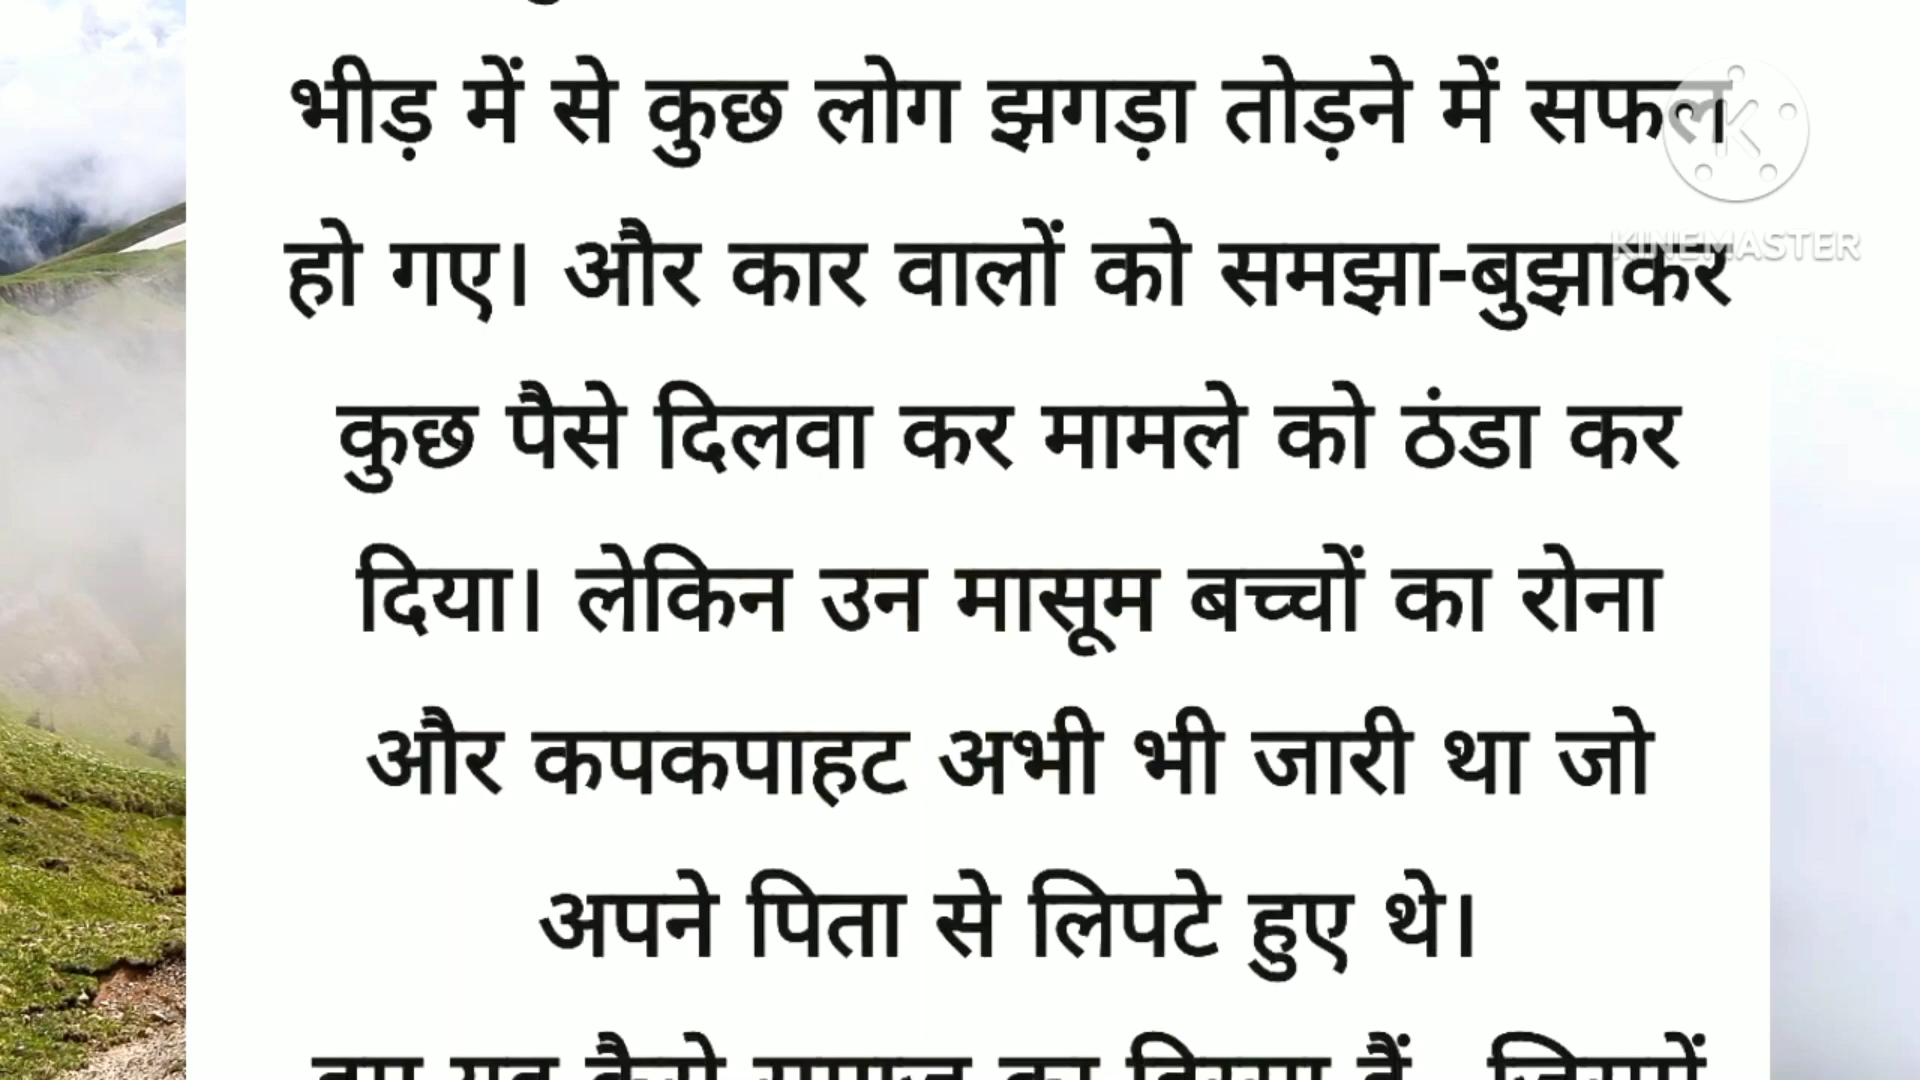 भीड़ में से कुछ लोग झगड़ा तोड़ने में सफल
हो गए। और कार वालों को समझा-बुझाकर
कुछ पैसे दिलवा कर मामले को ठंडा कर
दिया। लेकिन उन मासूम बच्चों का रोना
और कपकपाहट अभी भी जारी था जो
अपने पिता से लिपटे हुए थे।
K
KINEMASTER